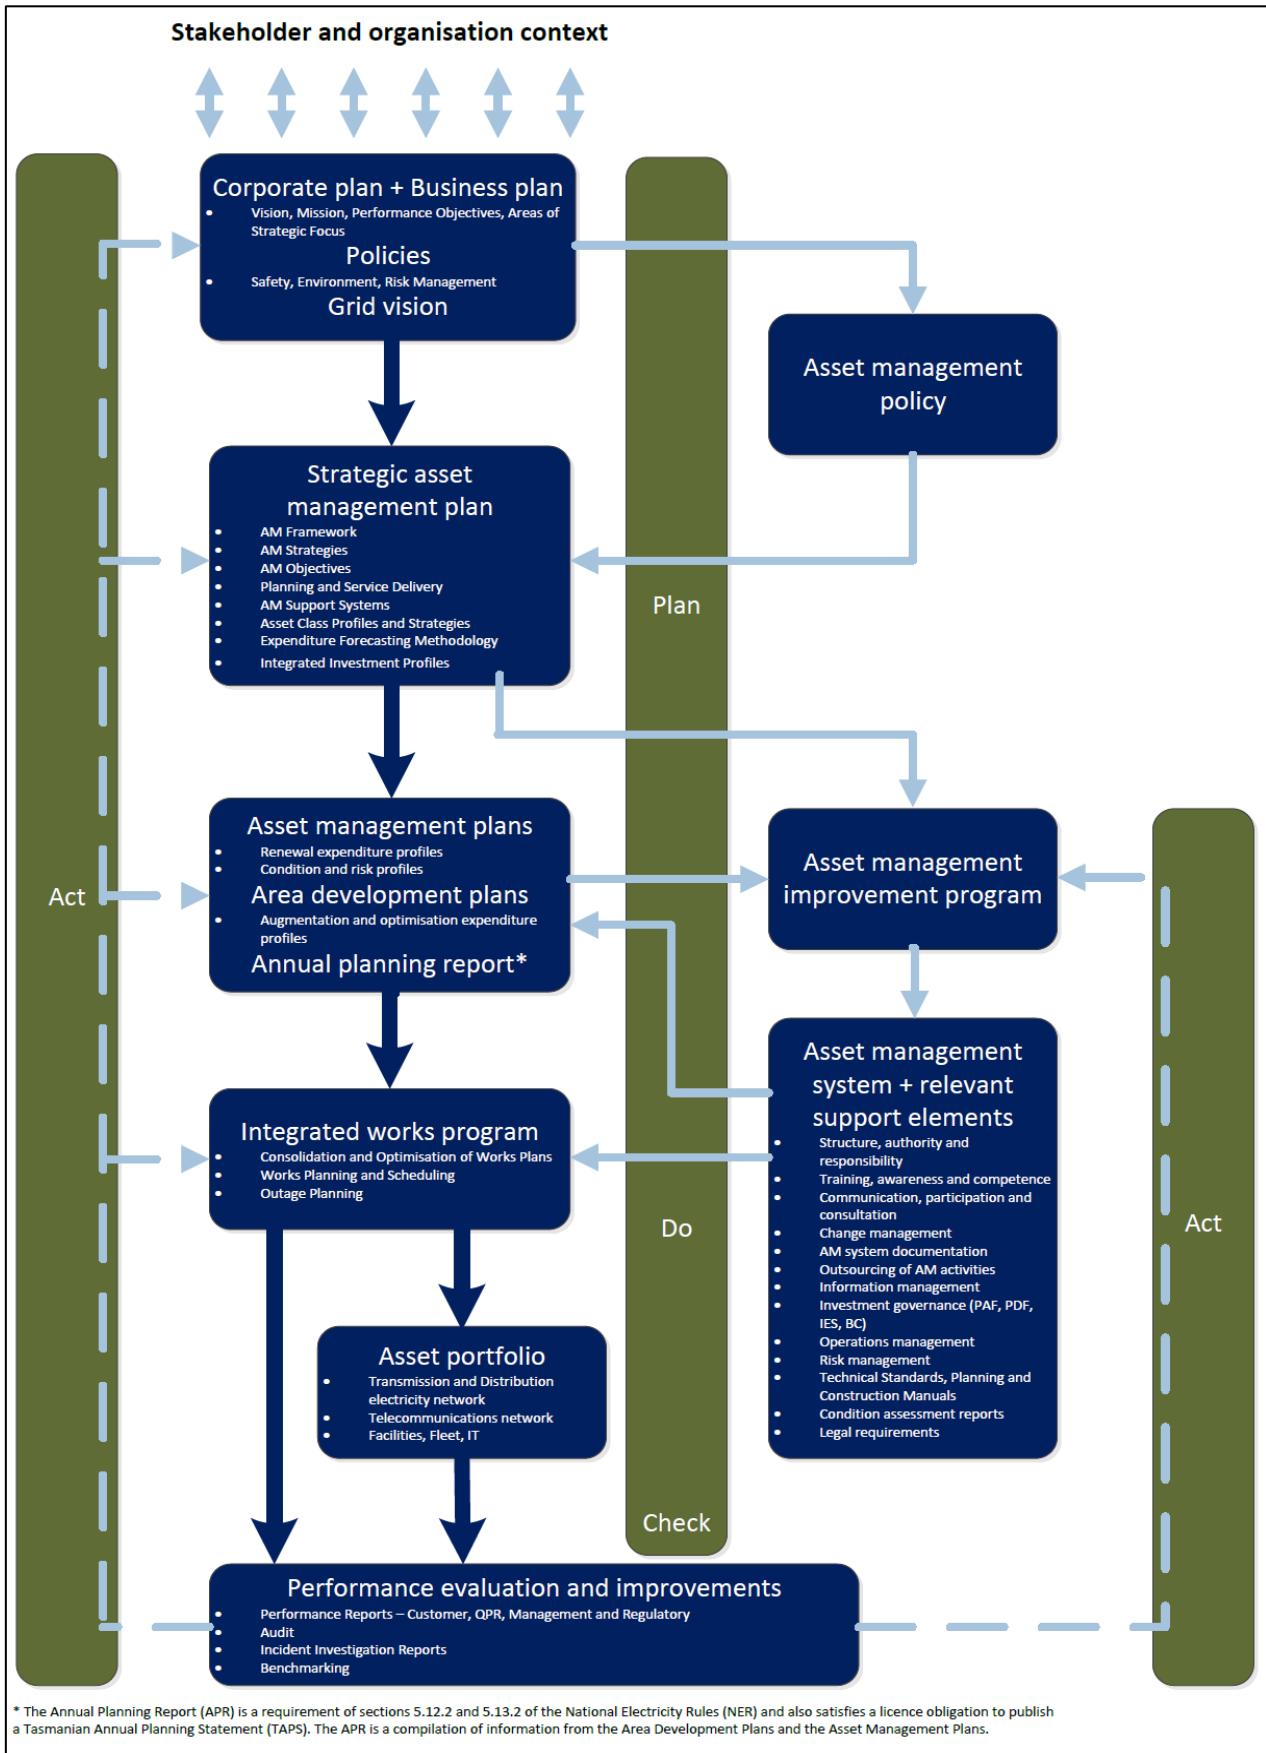 Stakeholder and organisation context
Corporate plan + Business plan
• Vision, Mission, Performance Objectives, Areas of
Strategic Focus
Policies
• Safety, Environment, Risk Management
Grid vision
Asset management
policy
Strategic asset
management plan
• AM Framework
• AM Strategies
• AM Objectives
• Planning and Service Delivery
• AM Support Systems
• Asset Class Profiles and Strategies
• Expenditure Forecasting Methodology
• Integrated Investment Profiles
Plan
Asset management plans
• Renewal expenditure profiles
• Condition and risk profiles
Area development plans
• Augmentation and optimisation expenditure
profiles
Annual planning report*
Asset management
improvement program
Act
Asset management
system + relevant
support elements
• Structure, authority and
responsibility
• Training, awareness and competence
• Communication, participation and
consultation
• Change management
• AM system documentation
• Outsourcing of AM activities
• Information management
• Investment governance (PAF, PDF,
IES, BC)
• Operations management
• Risk management
• Technical Standards, Planning and
Construction Manuals
• Condition assessment reports
• Legal requirements
Integrated works program
• Consolidation and Optimisation of Works Plans
• Works Planning and Scheduling
• Outage Planning
Do
Act
Asset portfolio
• Transmission and Distribution
electricity network
• Telecommunications network
• Facilities, Fleet, IT
Check
Performance evaluation and improvements
• Performance Reports – Customer, QPR, Management and Regulatory
• Audit
• Incident Investigation Reports
• Benchmarking
* The Annual Planning Report (APR) is a requirement of sections 5.12.2 and 5.13.2 of the National Electricity Rules (NER) and also satisfies a licence obligation to publish
a Tasmanian Annual Planning Statement (TAPS). The APR is a compilation of information from the Area Development Plans and the Asset Management Plans.